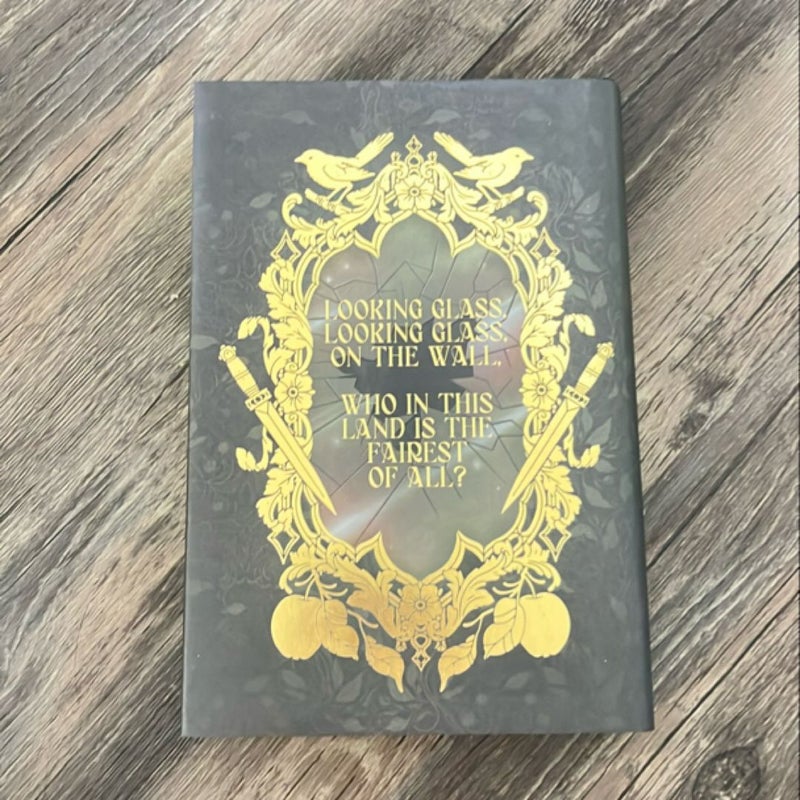 LOOKING GLASS,
LOOKING GLASS,
ON THE WALL,
WHO IN THIS
LAND IS THE
FAIREST
OF ALL?